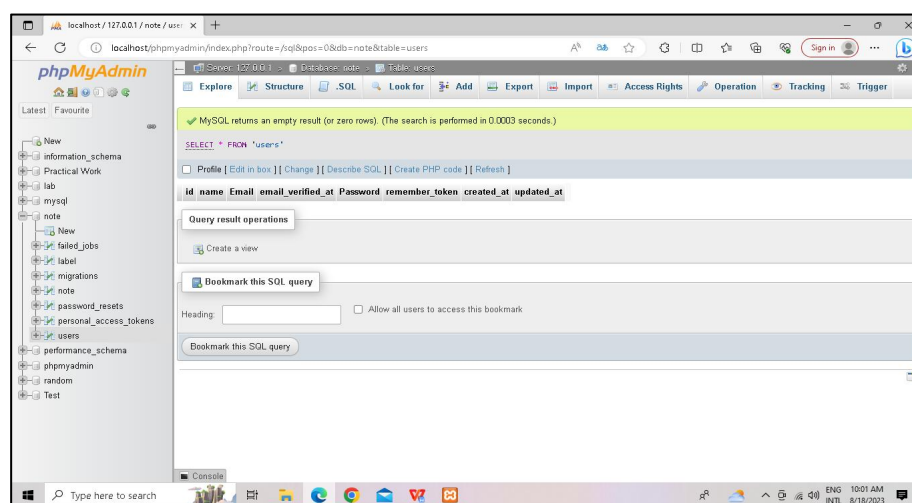 localhost / 127.0.0.1 / note / user
localhost/phpmyadmin/index.php?route=/sql&pos=0&db=note&table=users
Sign in
phpMyAdmin
Latest Favourite
New
information_schema
Practical Work
lab
mysql
note
New
failed_jobs
label
migrations
note
password_resets
personal_access_tokens
users
performance_schema
phpmyadmin
random
Test
Server: 127.0.0.1 » Database: note » Table: users
Explore Structure .SQL Look for Add Export Import Access Rights Operation Tracking Trigger
MySQL returns an empty result (or zero rows). (The search is performed in 0.0003 seconds.)
SELECT * FROM 'users'
Profile [ Edit in box ] [ Change ] [ Describe SQL ] [ Create PHP code ] [ Refresh ]
id name Email email_verified_at Password remember_token created_at updated_at
Query result operations
Create a view
Bookmark this SQL query
Heading: Allow all users to access this bookmark
Bookmark this SQL query
Console
Type here to search
ENG 10:01 AM
INTL 8/18/2023